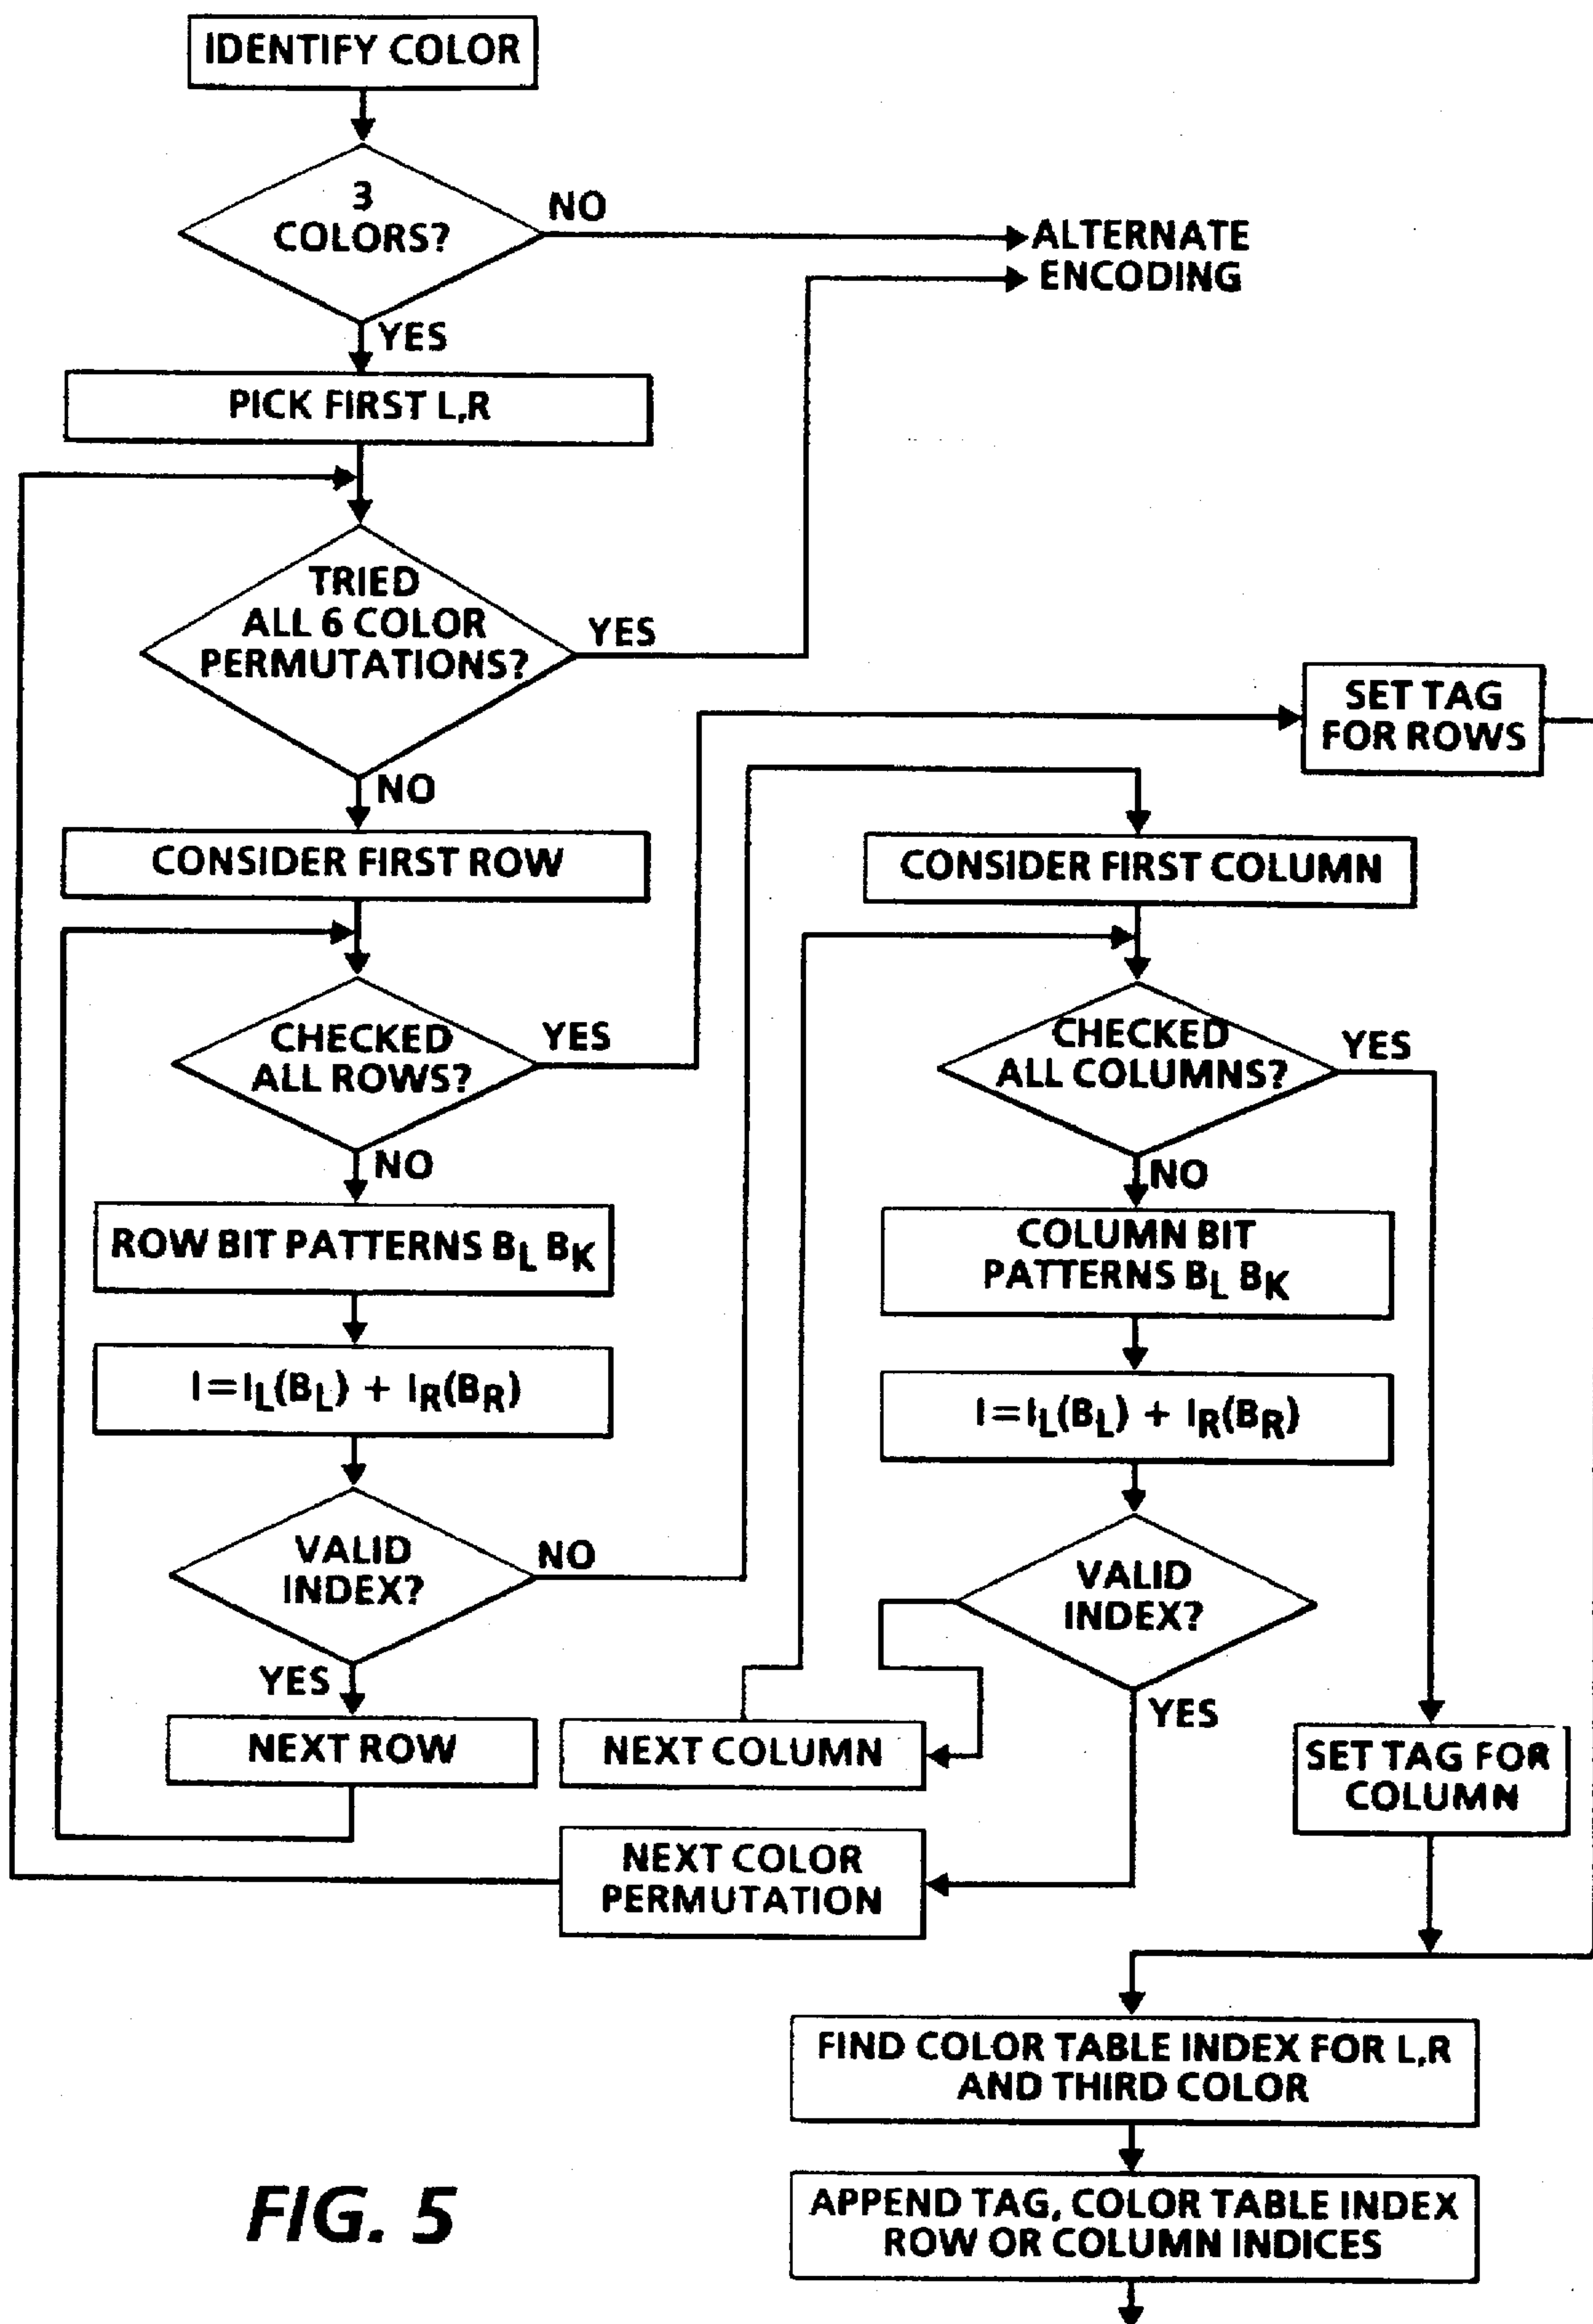 IDENTIFY COLOR
3
COLORS?
NO
ALTERNATE
ENCODING
YES
PICK FIRST L,R
TRIED
ALL 6 COLOR
PERMUTATIONS?
YES
NO
SET TAG
FOR ROWS
CONSIDER FIRST ROW
CONSIDER FIRST COLUMN
CHECKED
ALL ROWS?
YES
NO
CHECKED
ALL COLUMNS?
YES
NO
ROW BIT PATTERNS BL BK
COLUMN BIT
PATTERNS BL BK
I=IL(BL) + IR(BR)
I=IL(BL) + IR(BR)
VALID
INDEX?
NO
YES
VALID
INDEX?
YES
NEXT ROW
NEXT COLUMN
SET TAG FOR
COLUMN
NEXT COLOR
PERMUTATION
FIND COLOR TABLE INDEX FOR L,R
AND THIRD COLOR
APPEND TAG, COLOR TABLE INDEX
ROW OR COLUMN INDICES
FIG. 5